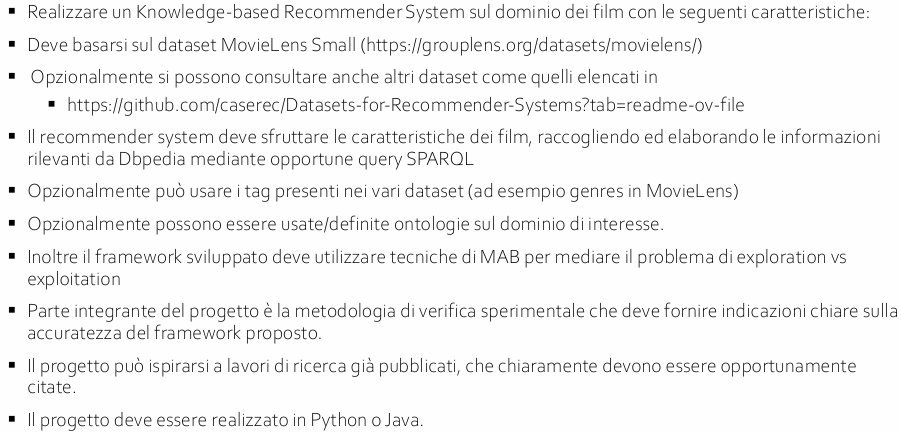 ▪ Realizzare un Knowledge-based Recommender System sul dominio dei film con le seguenti caratteristiche:
▪ Deve basarsi sul dataset MovieLens Small (https://grouplens.org/datasets/movielens/)
▪ Opzionalmente si possono consultare anche altri dataset come quelli elencati in
▪ https://github.com/caserec/Datasets-for-Recommender-Systems?tab=readme-ov-file
▪ Il recommender system deve sfruttare le caratteristiche dei film, raccogliendo ed elaborando le informazioni
rilevanti da Dbpedia mediante opportune query SPARQL
▪ Opzionalmente può usare i tag presenti nei vari dataset (ad esempio genres in MovieLens)
▪ Opzionalmente possono essere usate/definite ontologie sul dominio di interesse.
▪ Inoltre il framework sviluppato deve utilizzare tecniche di MAB per mediare il problema di exploration vs
exploitation
▪ Parte integrante del progetto è la metodologia di verifica sperimentale che deve fornire indicazioni chiare sulla
accuratezza del framework proposto.
▪ Il progetto può ispirarsi a lavori di ricerca già pubblicati, che chiaramente devono essere opportunamente
citate.
▪ Il progetto deve essere realizzato in Python o Java.